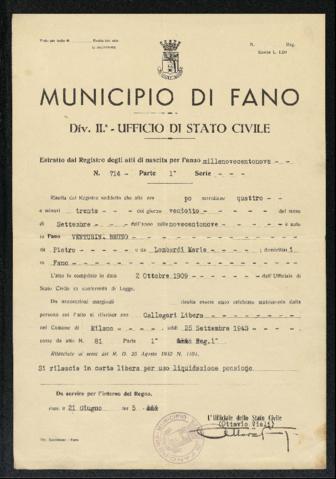 N. Reg.
MUNICIPIO DI FANO
Div. II.ª - UFFICIO DI STATO CIVILE
Estratto dal Registro degli atti di nascita per l'anno millenovecentonove - -
N. 714 - Parte 1ª Serie - - -
Risulta dal Registro suddetto che alle ore po meridiane quattro - -
e minuti trenta - - del giorno ventotto - - - del mese
di Settembre - - dell'anno millenovecentonove - - è nato
in Fano VENTURINI BRUNO - - -
da Pietro - - e da Lombardi Maria - - ; domiciliati
Fano - - -
L'atto fu compilato in data 2 Ottobre 1909 - - dall'Ufficiale di
Stato Civile in conformità di Legge.
Da annotazioni marginali risulta essere stato celebrato matrimonio dalla
persona cui l'atto si riferisce con Callegari Libera - -
nel Comune di Milano - - addì 25 Settembre 1943 - -
come da atto N. 81 Parte 1ª Reg.1°
Rilasciato ai sensi del R. D. 25 Agosto 1932 N. 1101.
Si rilascia in carta libera per uso liquidazione pensione.
Da servire per l'interno del Regno.
21 Giugno 5
L'Ufficiale dello Stato Civile
MUNICIPIO